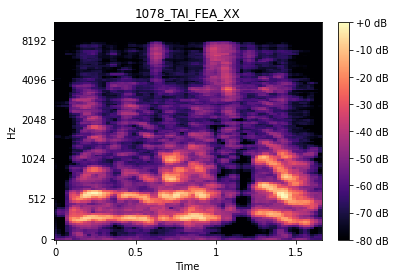 1078_TAI_FEA_XX
8192
4096
2048
1024
512
0
Hz
0
0.5
1
1.5
Time
+0 dB
-10 dB
-20 dB
-30 dB
-40 dB
-50 dB
-60 dB
-70 dB
-80 dB